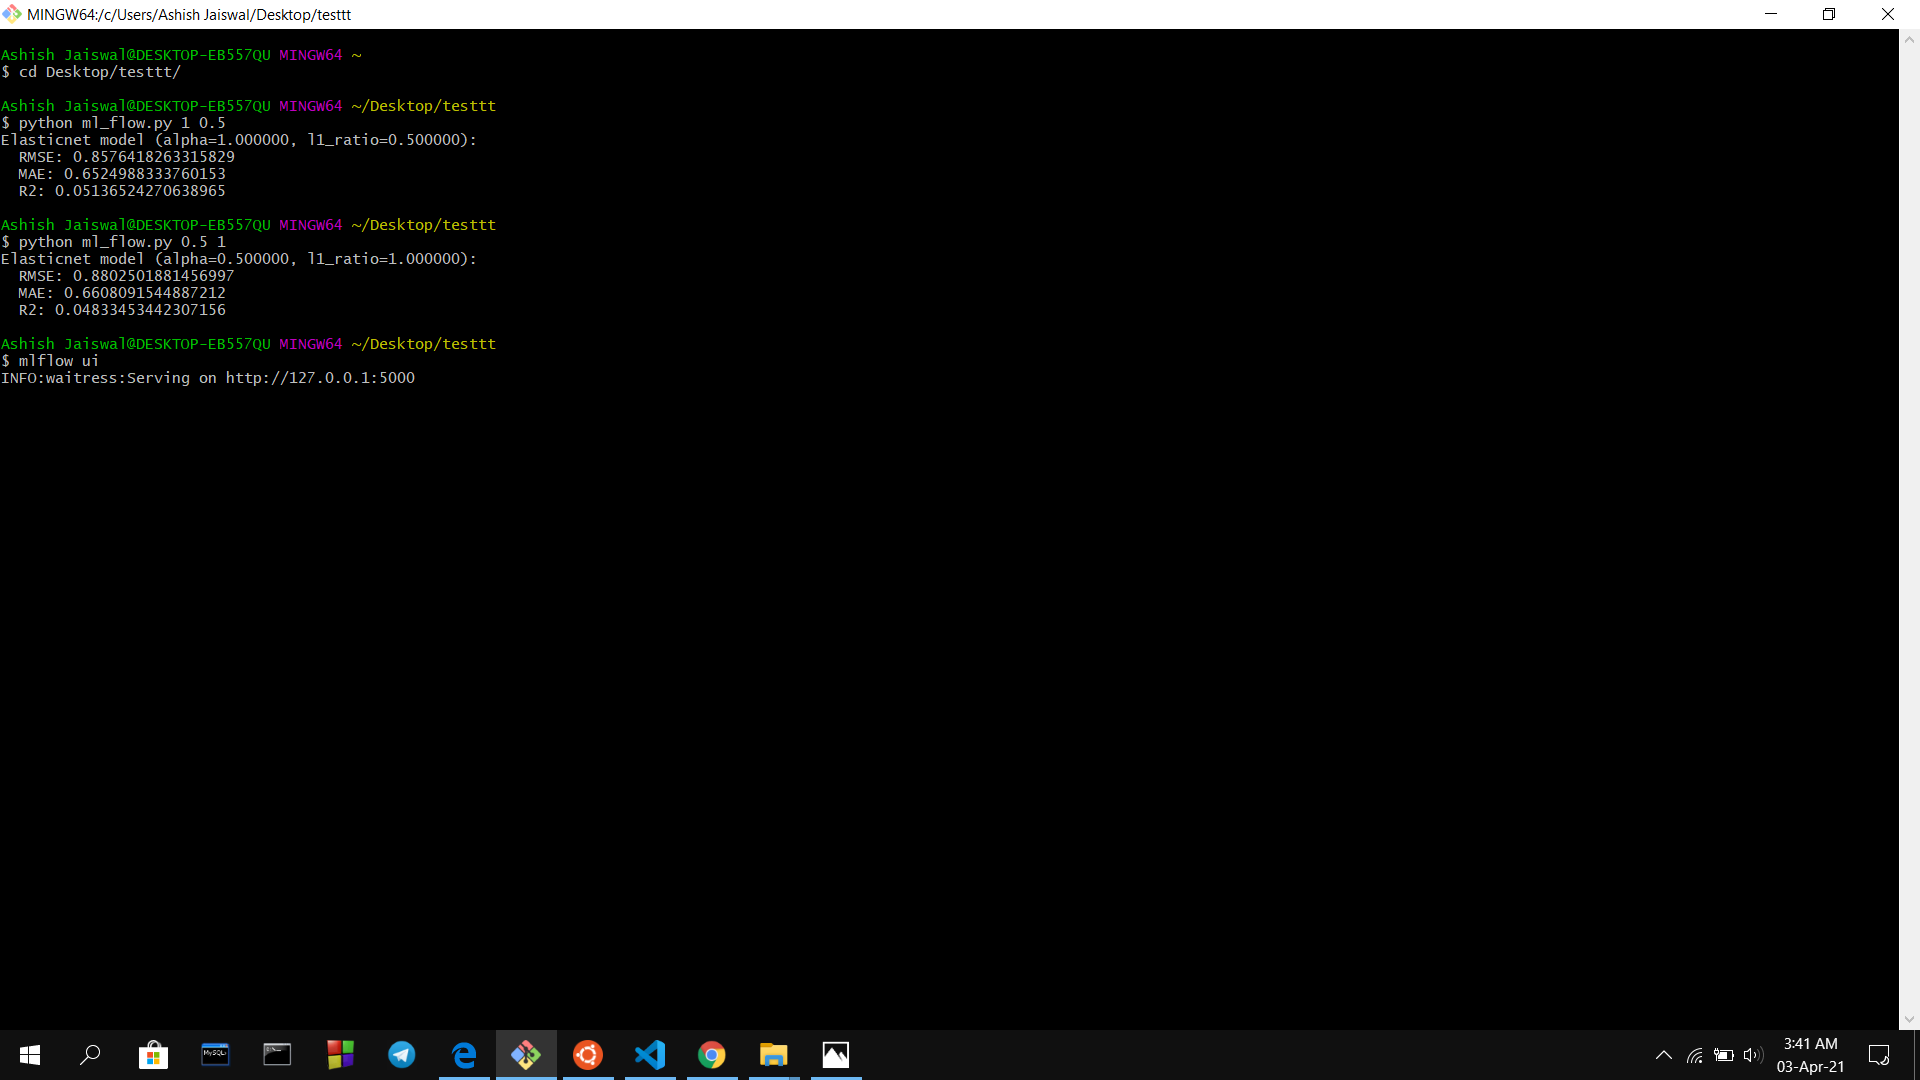 MINGW64:/c/Users/Ashish Jaiswal/Desktop/testtt
Ashish Jaiswal@DESKTOP-EB557QU MINGW64 ~
$ cd Desktop/testtt/
Ashish Jaiswal@DESKTOP-EB557QU MINGW64 ~/Desktop/testtt
$ python ml_flow.py 1 0.5
Elasticnet model (alpha=1.000000, l1_ratio=0.500000):
  RMSE: 0.8576418263315829
  MAE: 0.6524988333760153
  R2: 0.05136524270638965
Ashish Jaiswal@DESKTOP-EB557QU MINGW64 ~/Desktop/testtt
$ python ml_flow.py 0.5 1
Elasticnet model (alpha=0.500000, l1_ratio=1.000000):
  RMSE: 0.8802501881456997
  MAE: 0.6608091544887212
  R2: 0.04833453442307156
Ashish Jaiswal@DESKTOP-EB557QU MINGW64 ~/Desktop/testtt
$ mlflow ui
INFO:waitress:Serving on http://127.0.0.1:5000
MySQL
3:41 AM
03-Apr-21